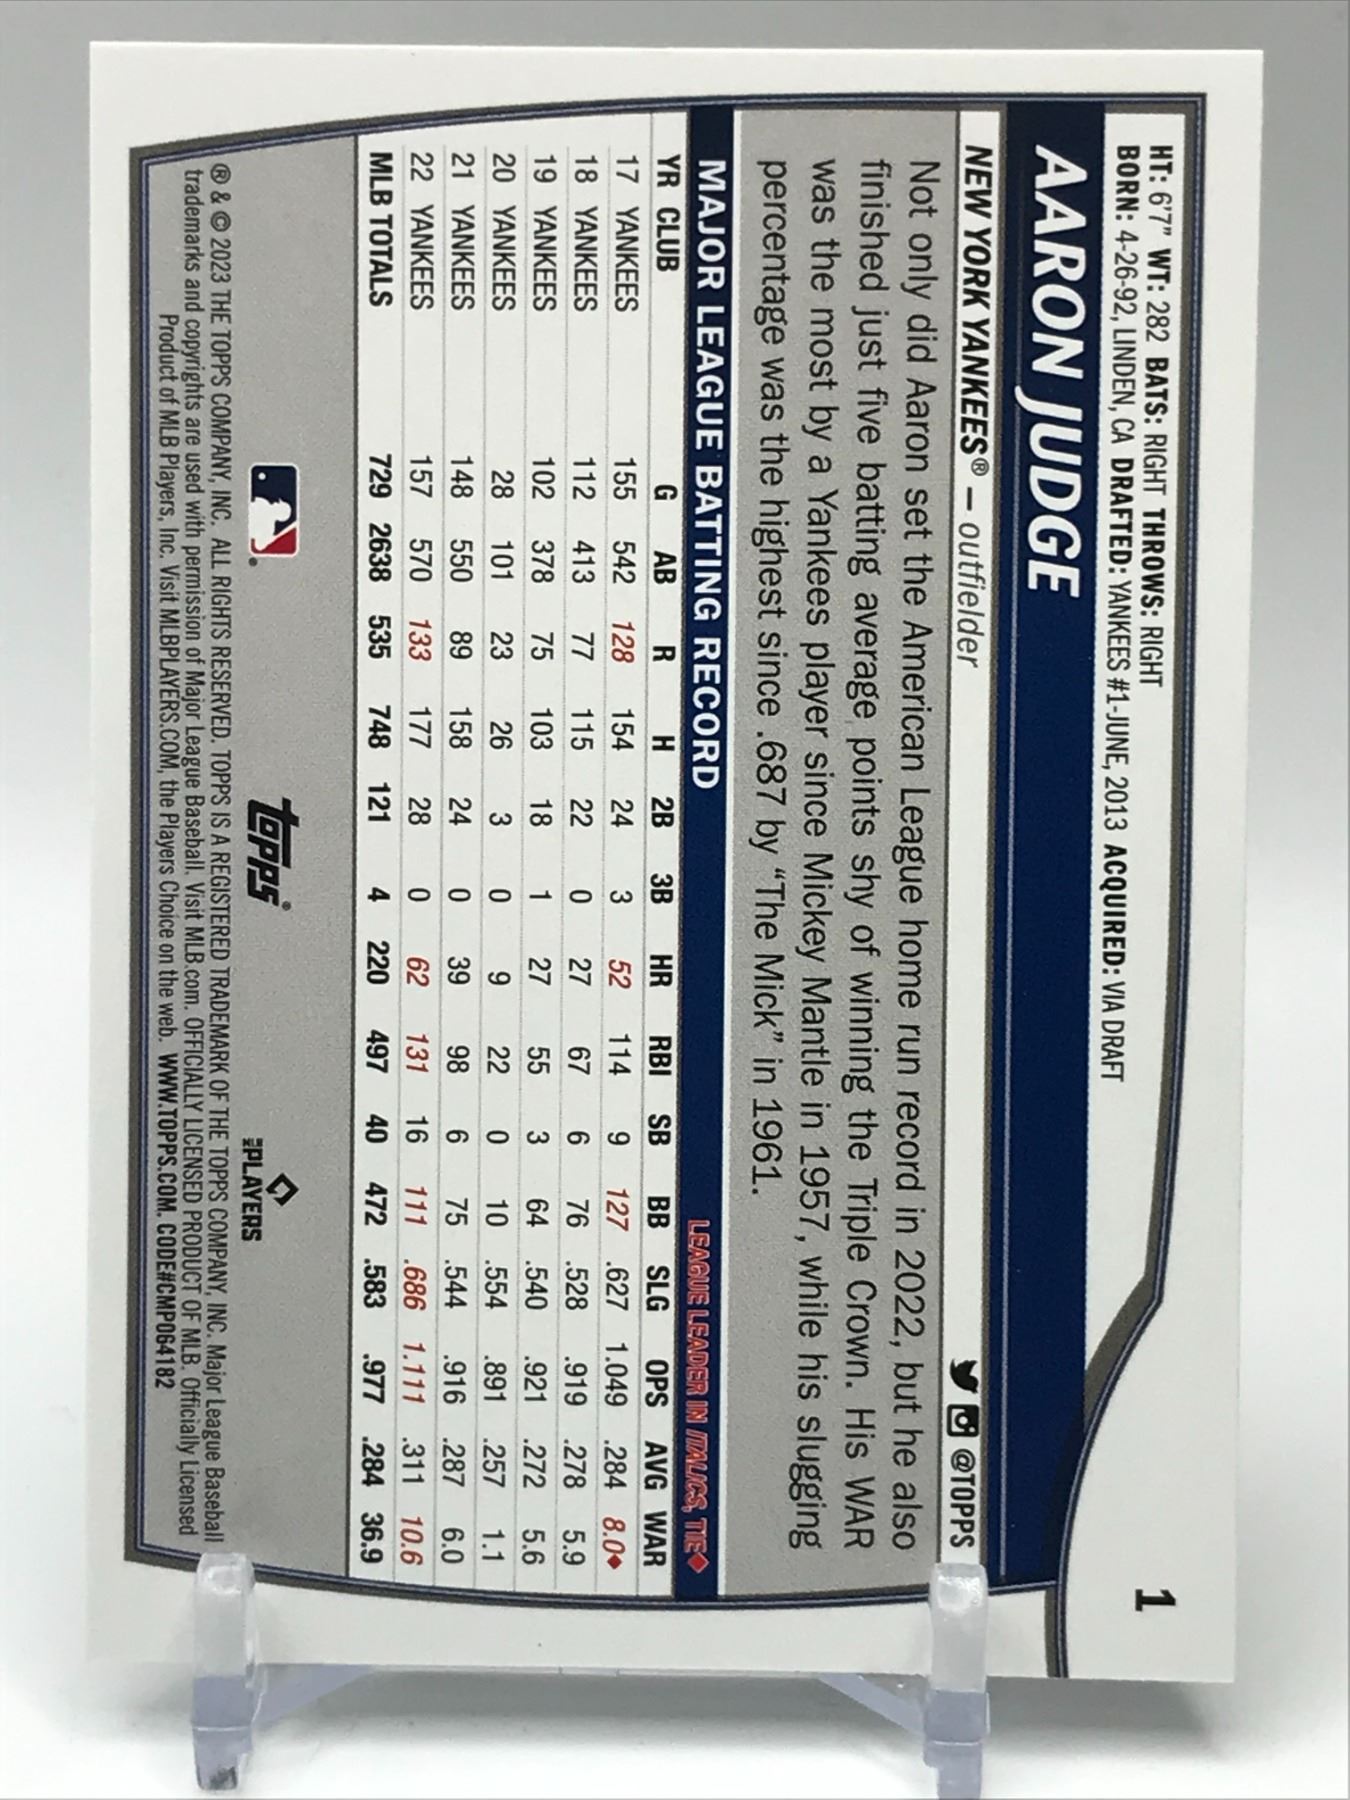 1
HT: 6'7" WT: 282 BATS: RIGHT THROWS: RIGHT
BORN: 4-26-92, LINDEN, CA DRAFTED: YANKEES #1-JUNE, 2013 ACQUIRED: VIA DRAFT
AARON JUDGE
NEW YORK YANKEES® – outfielder @TOPPS
Not only did Aaron set the American League home run record in 2022, but he also
finished just five batting average points shy of winning the Triple Crown. His WAR
was the most by a Yankees player since Mickey Mantle in 1957, while his slugging
percentage was the highest since .687 by "The Mick" in 1961.
MAJOR LEAGUE BATTING RECORD LEAGUE LEADER IN ITALICS, TIE♦
YR CLUB G AB R H 2B 3B HR RBI SB BB SLG OPS AVG WAR
17 YANKEES 155 542 128 154 24 3 52 114 9 127 .627 1.049 .284 8.0♦
18 YANKEES 112 413 77 115 22 0 27 67 6 76 .528 .919 .278 5.9
19 YANKEES 102 378 75 103 18 1 27 55 3 64 .540 .921 .272 5.6
20 YANKEES 28 101 23 26 3 0 9 22 0 10 .554 .891 .257 1.1
21 YANKEES 148 550 89 158 24 0 39 98 6 75 .544 .916 .287 6.0
22 YANKEES 157 570 133 177 28 0 62 131 16 111 .686 1.111 .311 10.6
MLB TOTALS 729 2638 535 748 121 4 220 497 40 472 .583 .977 .284 36.9
topps® THE PLAYERS
® & © 2023 THE TOPPS COMPANY, INC. ALL RIGHTS RESERVED. TOPPS IS A REGISTERED TRADEMARK OF THE TOPPS COMPANY, INC. Major League Baseball
trademarks and copyrights are used with permission of Major League Baseball. Visit MLB.com. OFFICIALLY LICENSED PRODUCT OF MLB. Officially Licensed
Product of MLB Players, Inc. Visit MLBPLAYERS.COM, the Players Choice on the web. WWW.TOPPS.COM. CODE#CMP064182